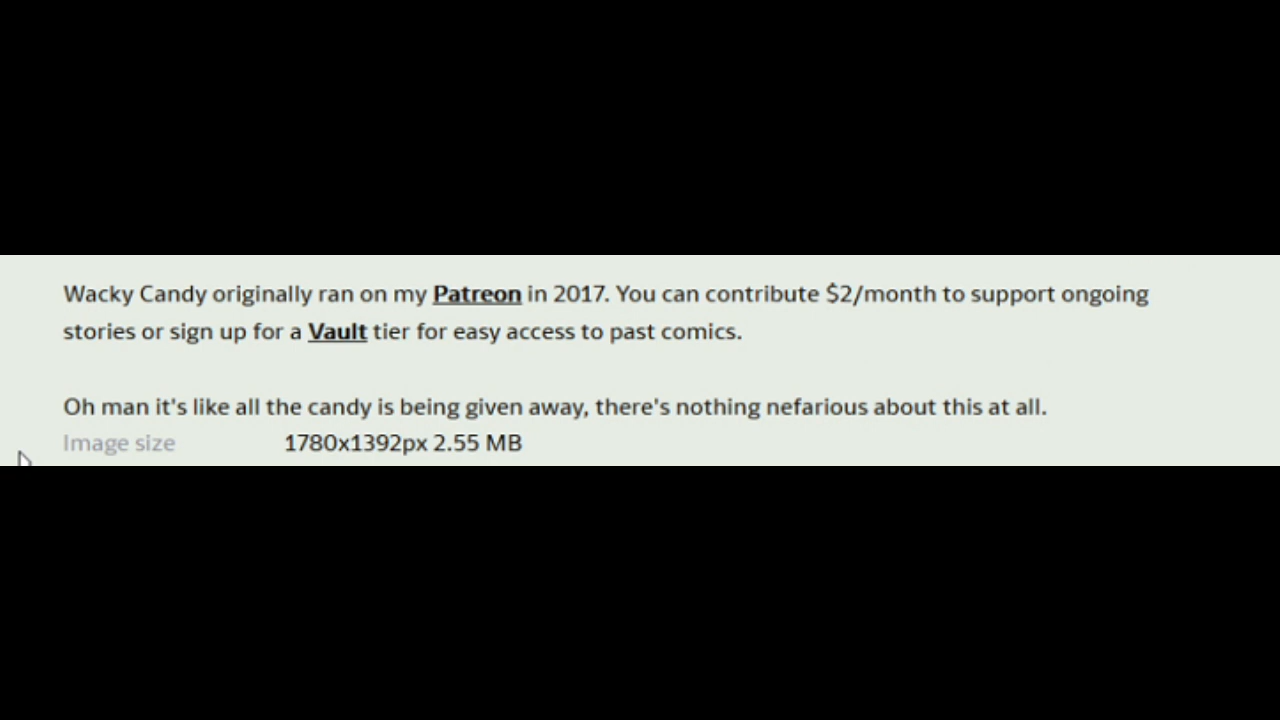 Wacky Candy originally ran on my Patreon in 2017. You can contribute $2/month to support ongoing
stories or sign up for a Vault tier for easy access to past comics.
Oh man it's like all the candy is being given away, there's nothing nefarious about this at all.
Image size 1780x1392px 2.55 MB